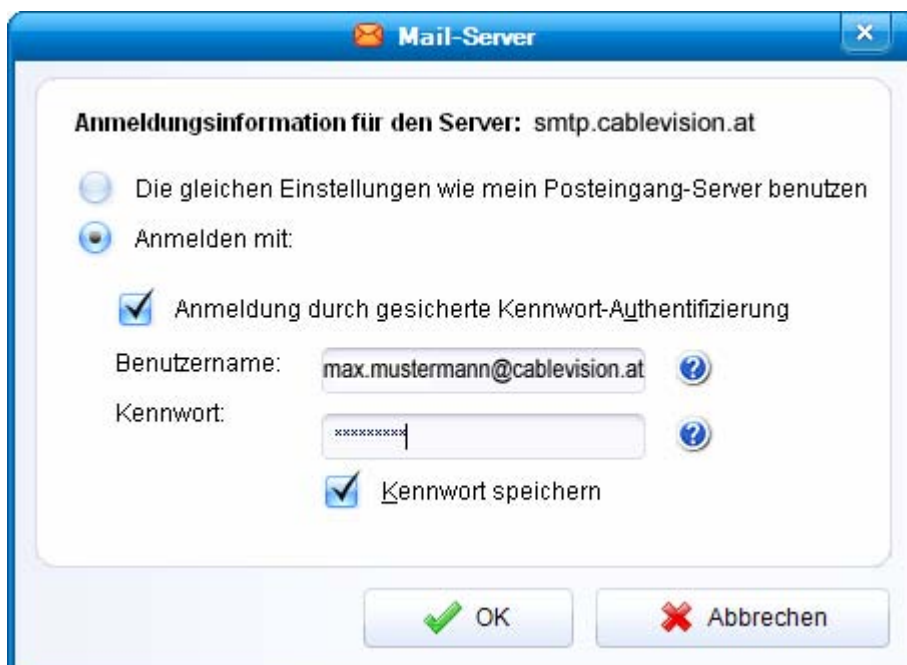 Mail-Server
Anmeldungsinformation für den Server: smtp.cablevision.at
Die gleichen Einstellungen wie mein Posteingang-Server benutzen
Anmelden mit:
Anmeldung durch gesicherte Kennwort-Authentifizierung
Benutzername: max.mustermann@cablevision.at
Kennwort: *********
Kennwort speichern
OK Abbrechen